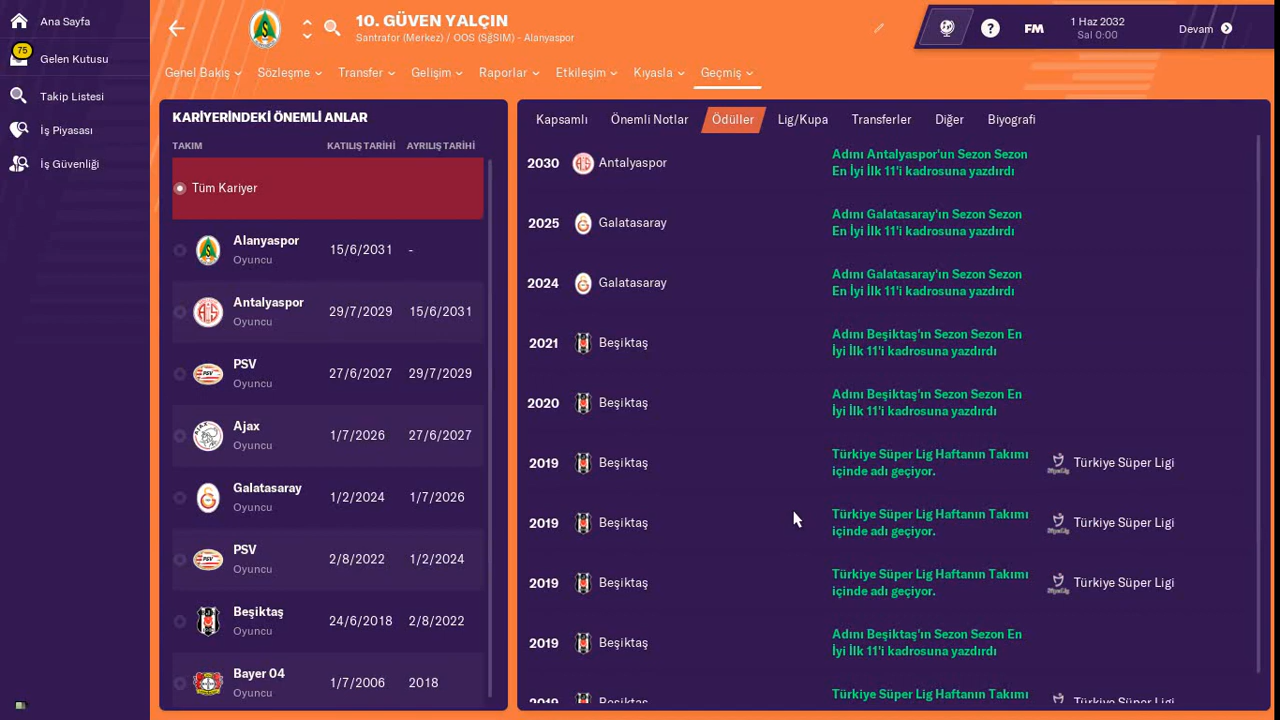 Ana Sayfa
75
Gelen Kutusu
Takip Listesi
İş Piyasası
İş Güvenliği
10. GÜVEN YALÇIN
Santrafor (Merkez) / OOS (SğSlM) - Alanyaspor
?
FM
1 Haz 2032
Sal 0:00
Devam
Genel Bakış
Sözleşme
Transfer
Gelişim
Raporlar
Etkileşim
Kıyasla
Geçmiş
KARİYERİNDEKİ ÖNEMLİ ANLAR
TAKIM KATILIŞ TARİHİ AYRILIŞ TARİHİ
Tüm Kariyer
Alanyaspor
Oyuncu
15/6/2031 -
Antalyaspor
Oyuncu
29/7/2029 15/6/2031
PSV
Oyuncu
27/6/2027 29/7/2029
Ajax
Oyuncu
1/7/2026 27/6/2027
Galatasaray
Oyuncu
1/2/2024 1/7/2026
PSV
Oyuncu
2/8/2022 1/2/2024
Beşiktaş
Oyuncu
24/6/2018 2/8/2022
Bayer 04
Oyuncu
1/7/2006 2018
Kapsamlı Önemli Notlar Ödüller Lig/Kupa Transferler Diğer Biyografi
2030 Antalyaspor
Adını Antalyaspor'un Sezon Sezon
En İyi İlk 11'i kadrosuna yazdırdı
2025 Galatasaray
Adını Galatasaray'ın Sezon Sezon
En İyi İlk 11'i kadrosuna yazdırdı
2024 Galatasaray
Adını Galatasaray'ın Sezon Sezon
En İyi İlk 11'i kadrosuna yazdırdı
2021 Beşiktaş
Adını Beşiktaş'ın Sezon Sezon En
İyi İlk 11'i kadrosuna yazdırdı
2020 Beşiktaş
Adını Beşiktaş'ın Sezon Sezon En
İyi İlk 11'i kadrosuna yazdırdı
2019 Beşiktaş
Türkiye Süper Lig Haftanın Takımı
içinde adı geçiyor.
Türkiye Süper Ligi
2019 Beşiktaş
Türkiye Süper Lig Haftanın Takımı
içinde adı geçiyor.
Türkiye Süper Ligi
2019 Beşiktaş
Türkiye Süper Lig Haftanın Takımı
içinde adı geçiyor.
Türkiye Süper Ligi
2019 Beşiktaş
Adını Beşiktaş'ın Sezon Sezon En
İyi İlk 11'i kadrosuna yazdırdı
2019 Beşiktaş
Türkiye Süper Lig Haftanın Takımı
Türkiye Süper Ligi